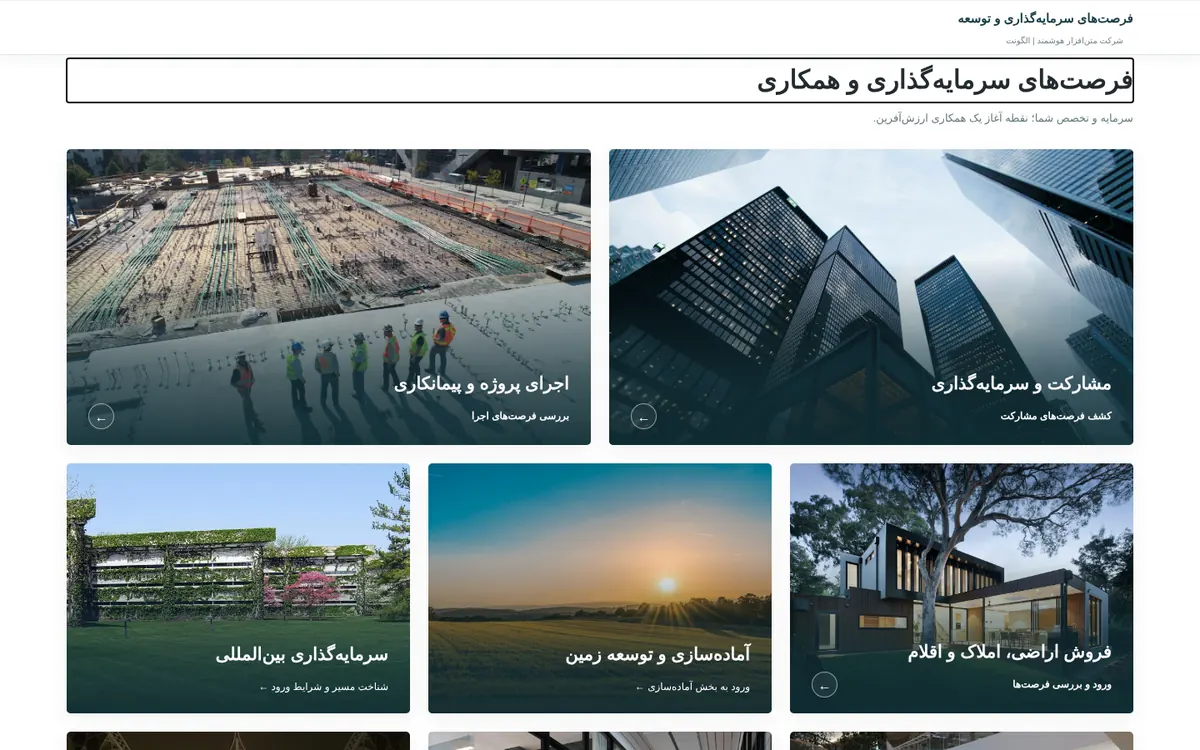 فرصت‌های سرمایه‌گذاری و توسعه
شرکت متن‌افزار هوشمند | الگونت
فرصت‌های سرمایه‌گذاری و همکاری
سرمایه و تخصص شما؛ نقطه آغاز یک همکاری ارزش‌آفرین.
مشارکت و سرمایه‌گذاری
کشف فرصت‌های مشارکت
←
اجرای پروژه و پیمانکاری
بررسی فرصت‌های اجرا
←
فروش اراضی، املاک و اقلام
ورود و بررسی فرصت‌ها
←
آماده‌سازی و توسعه زمین
ورود به بخش آماده‌سازی ←
سرمایه‌گذاری بین‌المللی
شناخت مسیر و شرایط ورود ←